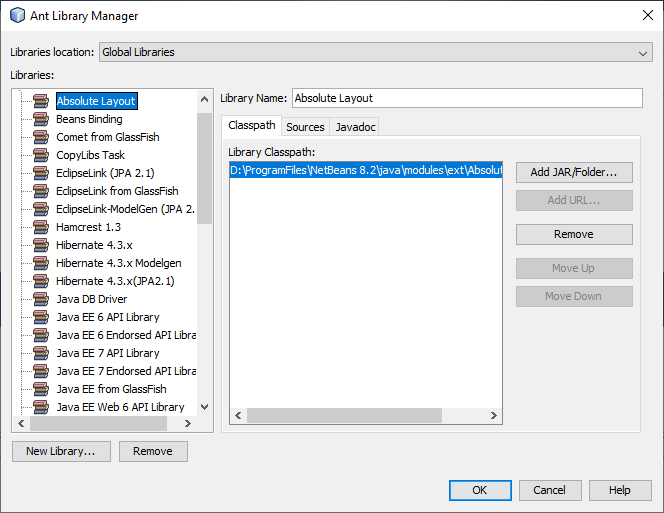 Ant Library Manager
Libraries location: Global Libraries
Libraries:
Absolute Layout
Beans Binding
Comet from GlassFish
CopyLibs Task
EclipseLink (JPA 2.1)
EclipseLink from GlassFish
EclipseLink-ModelGen (JPA 2.
Hamcrest 1.3
Hibernate 4.3.x
Hibernate 4.3.x Modelgen
Hibernate 4.3.x(JPA2.1)
Java DB Driver
Java EE 6 API Library
Java EE 6 Endorsed API Libra
Java EE 7 API Library
Java EE 7 Endorsed API Libra
Java EE from GlassFish
Java EE Web 6 API Library
New Library...
Remove
Library Name: Absolute Layout
Classpath Sources Javadoc
Library Classpath:
D:\ProgramFiles\NetBeans 8.2\java\modules\ext\Absolut
Add JAR/Folder...
Add URL...
Remove
Move Up
Move Down
OK Cancel Help